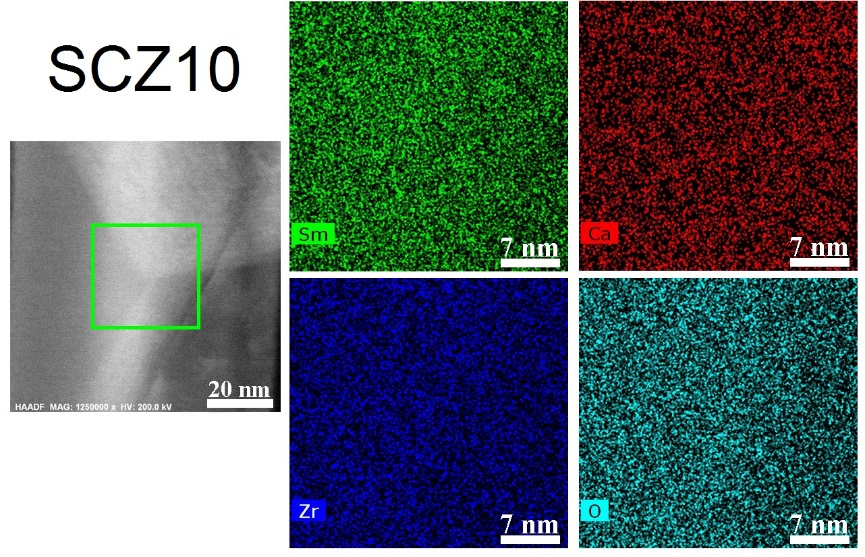 SCZ10
20 nm
HAADF MAG: 1250000 x HV: 200.0 kV
Sm
7 nm
Ca
7 nm
Zr
7 nm
O
7 nm